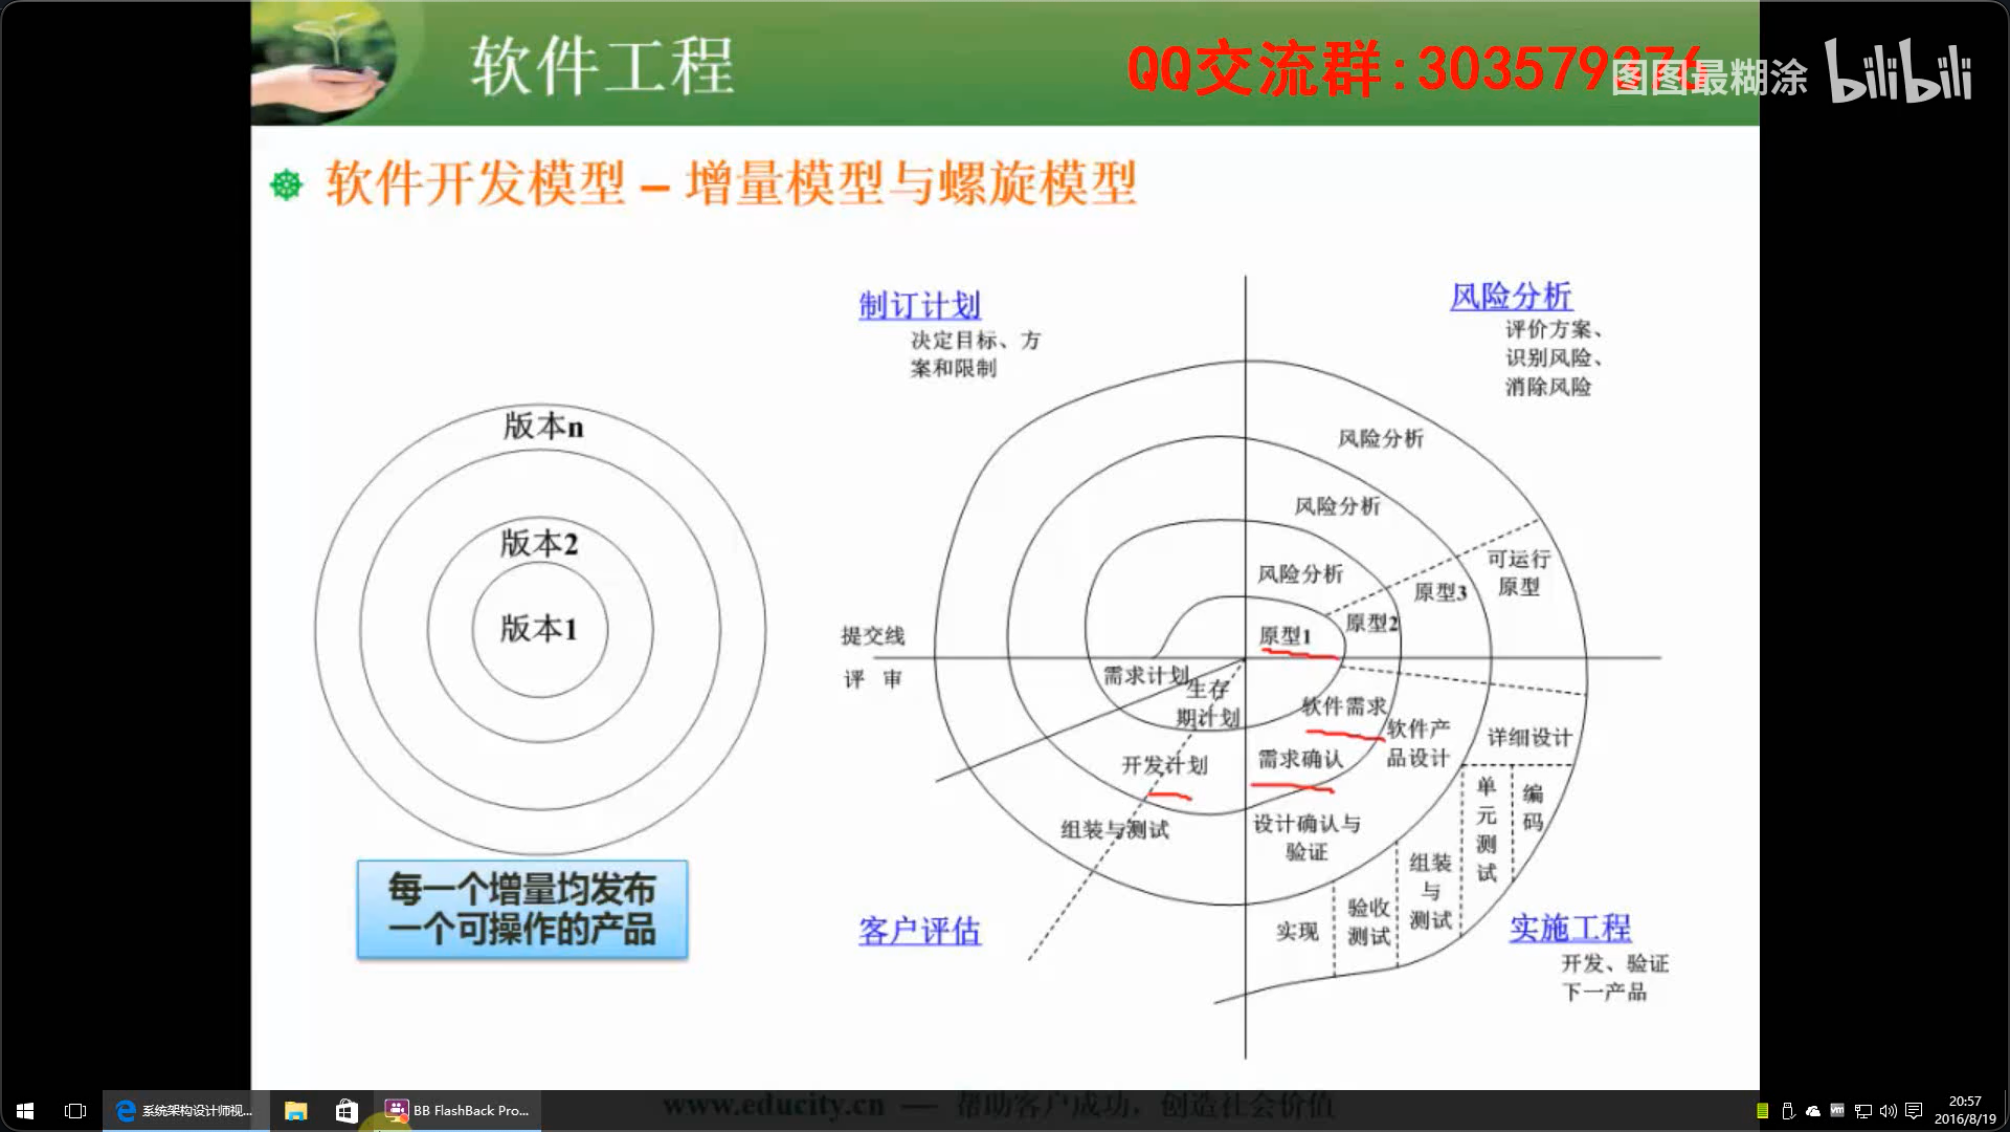 软件工程
QQ交流群:303579276
图图最糊涂 bilibili
软件开发模型 – 增量模型与螺旋模型
版本n
版本2
版本1
每一个增量均发布
一个可操作的产品
制订计划
决定目标、方
案和限制
风险分析
评价方案、
识别风险、
消除风险
风险分析
风险分析
风险分析
可运行
原型
原型3
原型2
原型1
提交线
评 审
需求计划
生存
期计划
开发计划
组装与测试
软件需求
需求确认
软件产
品设计
设计确认与
验证
详细设计
单元测试
编码
组装
与
测试
验收
测试
实现
客户评估
实施工程
开发、验证
下一产品
www.educity.cn — 帮助客户成功，创造社会价值
系统架构设计师视...
BB FlashBack Pro...
20:57
2016/8/19